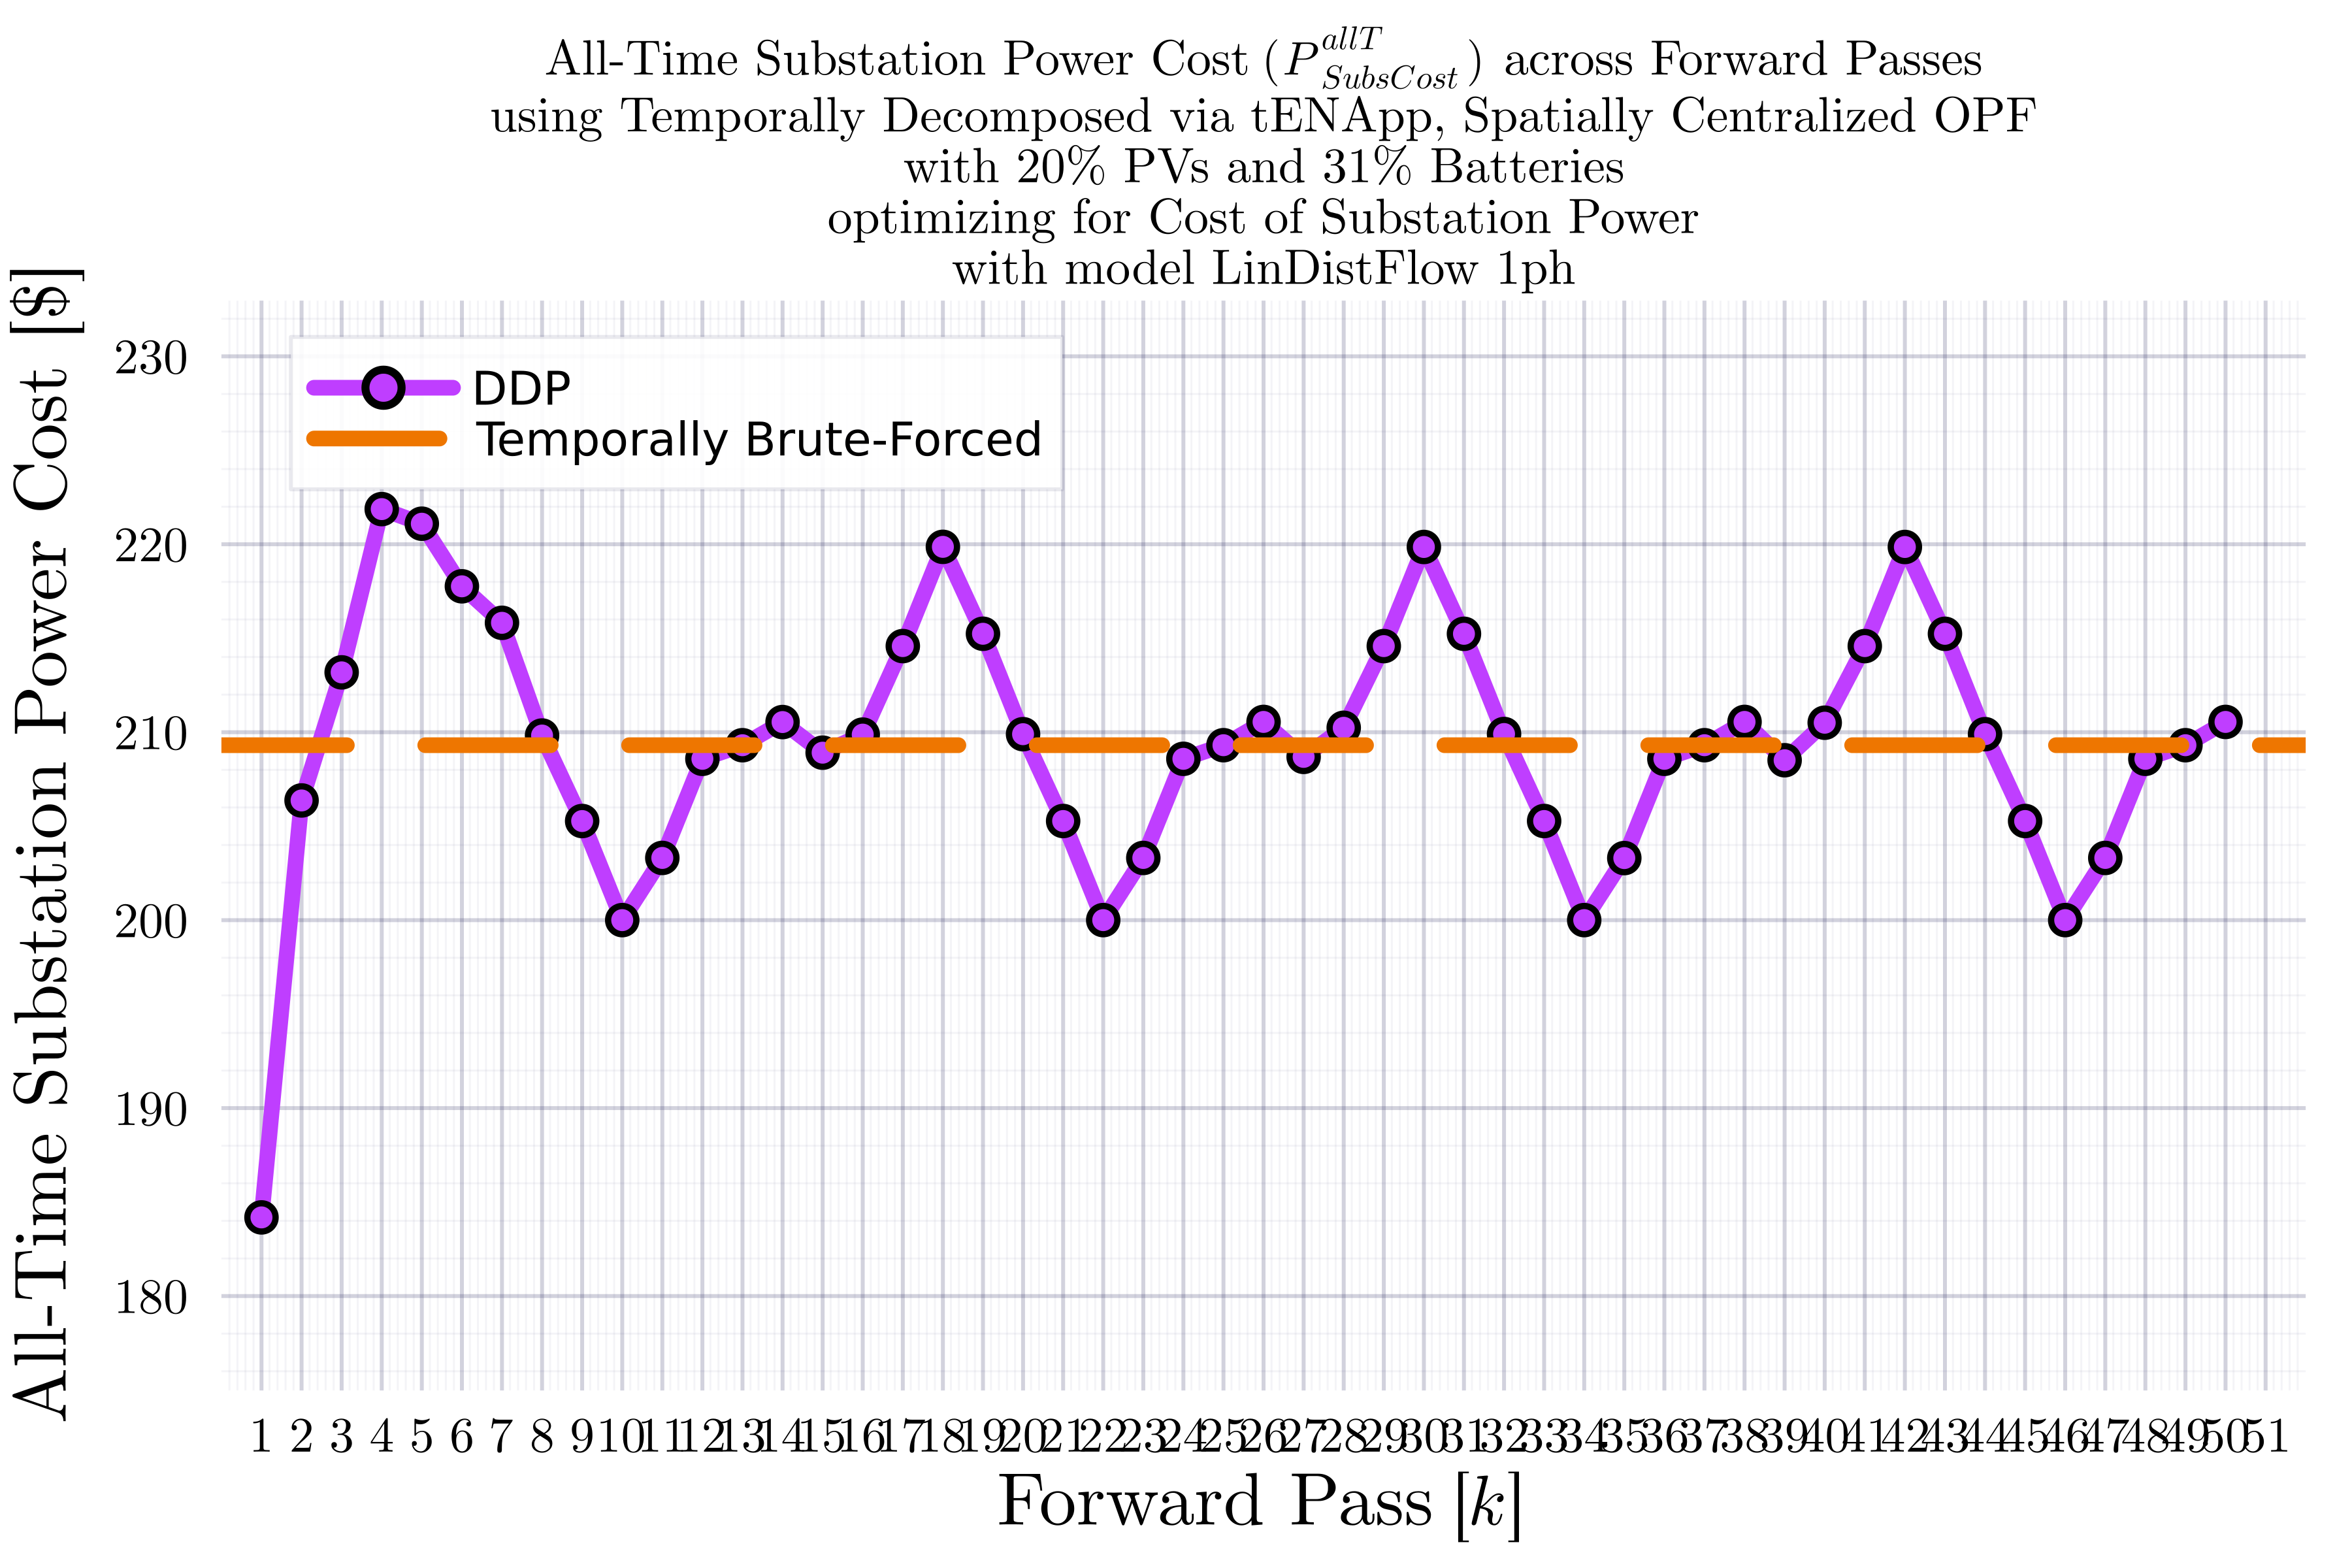 All-Time Substation Power Cost (P^{allT}_{SubsCost}) across Forward Passes
using Temporally Decomposed via tENApp, Spatially Centralized OPF
with 20% PVs and 31% Batteries
optimizing for Cost of Substation Power
with model LinDistFlow 1ph
All-Time Substation Power Cost [$]
230
220
210
200
190
180
DDP
Temporally Brute-Forced
1 2 3 4 5 6 7 8 9 10 11 12 13 14 15 16 17 18 19 20 21 22 23 24 25 26 27 28 29 30 31 32 33 34 35 36 37 38 39 40 41 42 43 44 45 46 47 48 49 50 51
Forward Pass [k]